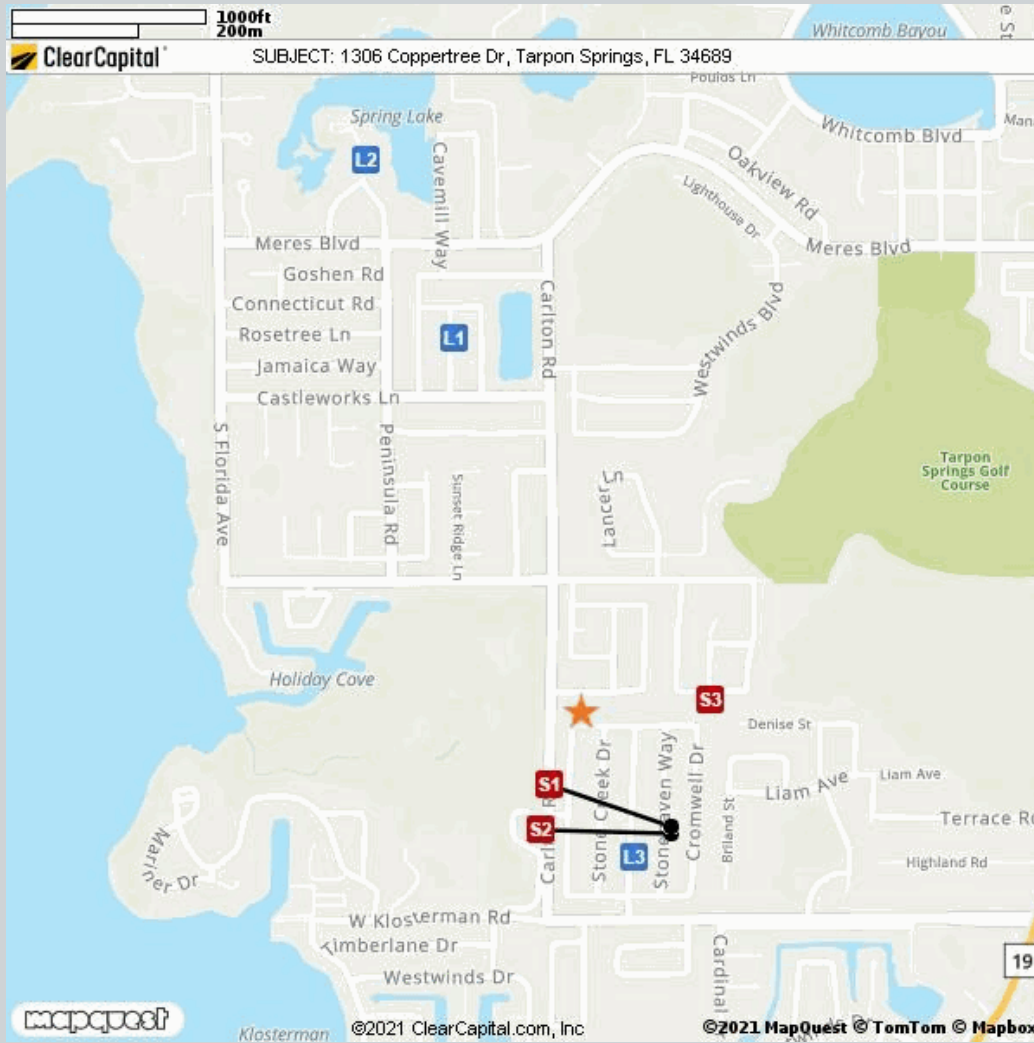 1000ft
200m
Whitcomb Bayou
ClearCapital
SUBJECT: 1306 Coppertree Dr, Tarpon Springs, FL 34689
Poulos Ln
Spring Lake
Whitcomb Blvd
L2
Cavemill Way
Oakview Rd
Lighthouse Dr
Meres Blvd
Meres Blvd
Goshen Rd
Connecticut Rd
Carlton Rd
Westwinds Blvd
Rosetree Ln
L1
Jamaica Way
Castleworks Ln
S Florida Ave
Peninsula Rd
Sunset Ridge Ln
Lancer
Tarpon
Springs Golf
Course
Holiday Cove
S3
Denise St
Stone Creek Dr
Cromwell Dr
S1
Liam Ave
Liam Ave
Briland St
S2
Terrace Rd
Mariner Dr
L3
Highland Rd
W Klosterman Rd
Timberlane Dr
Cardinal
19
Westwinds Dr
mapquest
Klosterman
©2021 ClearCapital.com, Inc
©2021 MapQuest © TomTom © Mapbox